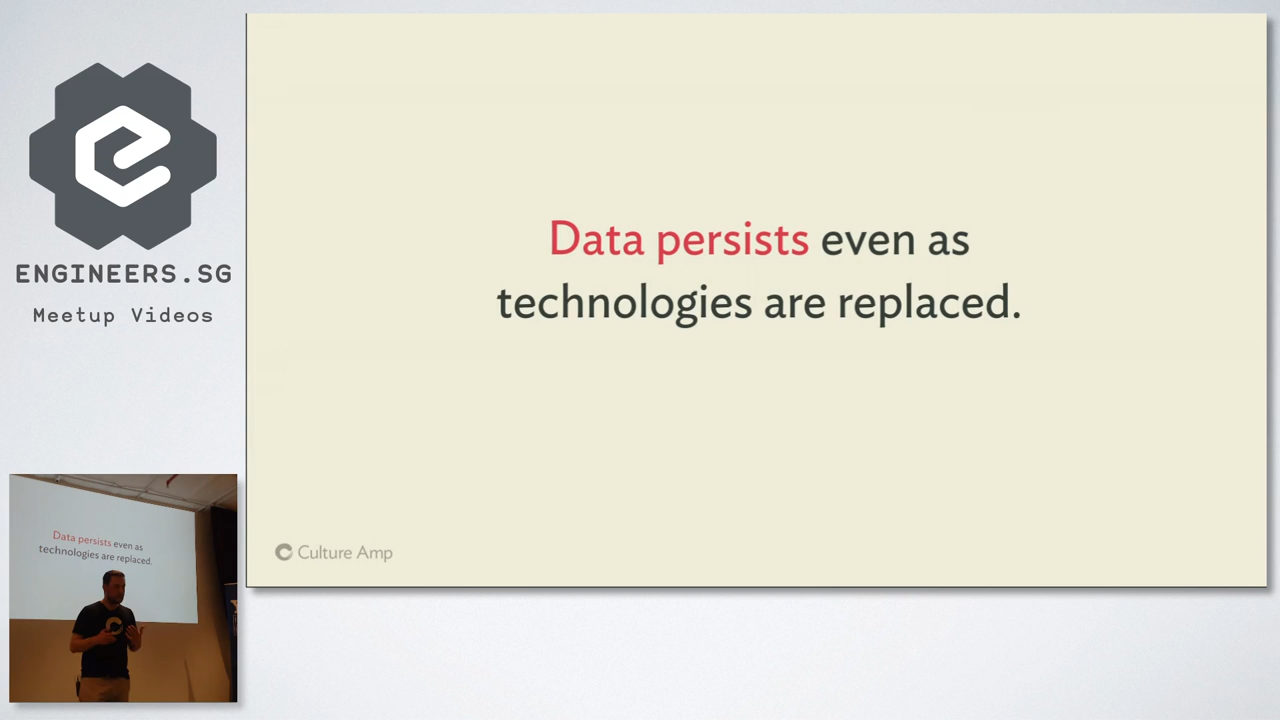 ENGINEERS.SG
Meetup Videos
Data persists even as
technologies are replaced.
Culture Amp
Data persists even as
technologies are replaced.